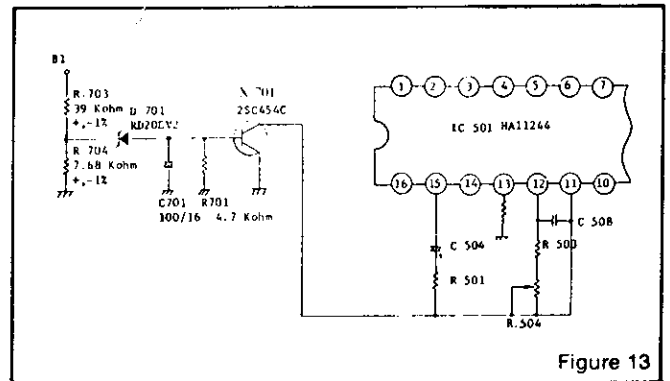 B1
R 703
39 Kohm
+,-1%
D 701
R 704
7.68 Kohm
+,-1%
701
2SC454C
C701 R701
100/16 4.7 Kohm
1 2 3 4 5 6 7
IC 501 HA11244
16 15 14 13 12 11 10
C 504
R 501
C 508
R 503
R.504
Figure 13